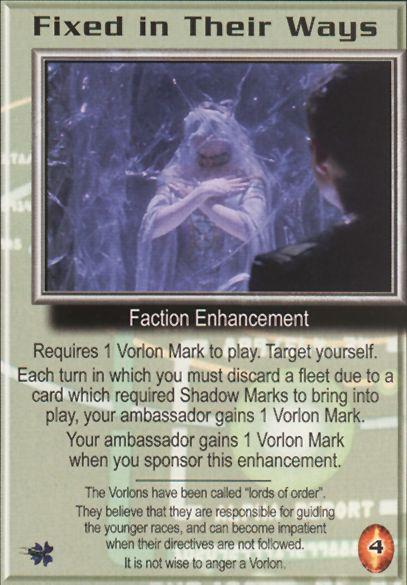 Fixed in Their Ways
Faction Enhancement
Requires 1 Vorlon Mark to play. Target yourself.
Each turn in which you must discard a fleet due to a
card which required Shadow Marks to bring into
play, your ambassador gains 1 Vorlon Mark.
Your ambassador gains 1 Vorlon Mark
when you sponsor this enhancement.
The Vorlons have been called "lords of order".
They believe that they are responsible for guiding
the younger races, and can become impatient
when their directives are not followed.
It is not wise to anger a Vorlon.
4